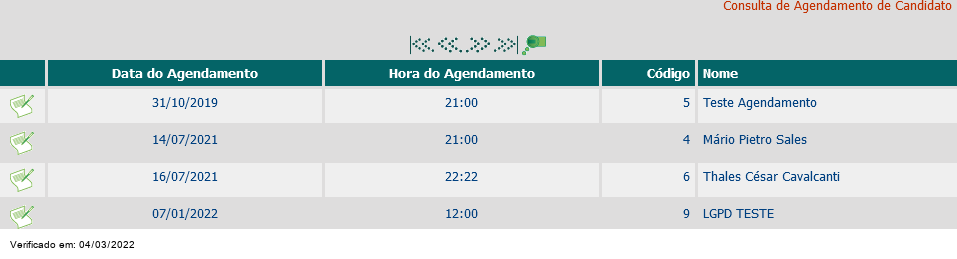 Consulta de Agendamento de Candidato
Data do Agendamento Hora do Agendamento Código Nome
31/10/2019 21:00 5 Teste Agendamento
14/07/2021 21:00 4 Mário Pietro Sales
16/07/2021 22:22 6 Thales César Cavalcanti
07/01/2022 12:00 9 LGPD TESTE
Verificado em: 04/03/2022